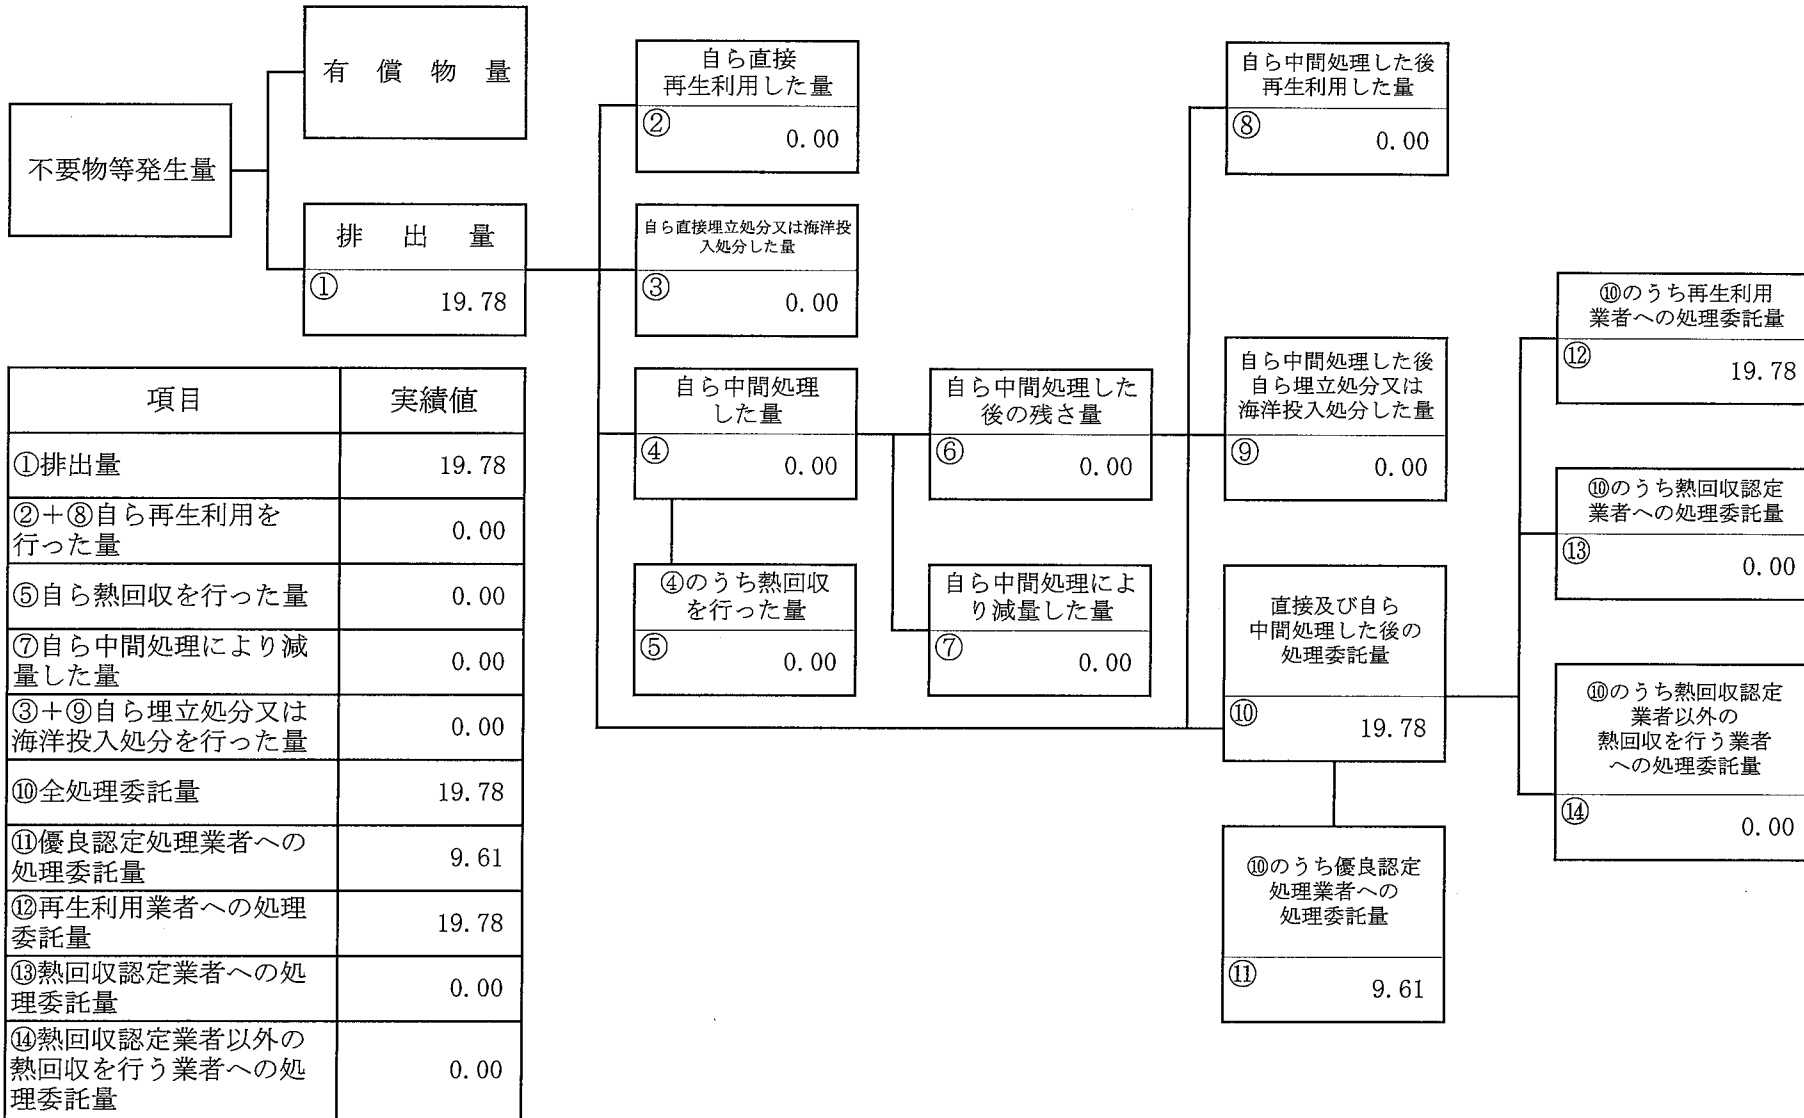 不要物等発生量
有 償 物 量
排 出 量
① 19.78
自ら直接
再生利用した量
② 0.00
自ら直接埋立処分又は海洋投
入処分した量
③ 0.00
自ら中間処理
した量
④ 0.00
④のうち熱回収
を行った量
⑤ 0.00
自ら中間処理した
後の残さ量
⑥ 0.00
自ら中間処理によ
り減量した量
⑦ 0.00
自ら中間処理した後
再生利用した量
⑧ 0.00
自ら中間処理した後
自ら埋立処分又は
海洋投入処分した量
⑨ 0.00
直接及び自ら
中間処理した後の
処理委託量
⑩ 19.78
⑩のうち優良認定
処理業者への
処理委託量
⑪ 9.61
⑩のうち再生利用
業者への処理委託量
⑫ 19.78
⑩のうち熱回収認定
業者への処理委託量
⑬ 0.00
⑩のうち熱回収認定
業者以外の
熱回収を行う業者
への処理委託量
⑭ 0.00
項目 実績値
①排出量 19.78
②+⑧自ら再生利用を
行った量 0.00
⑤自ら熱回収を行った量 0.00
⑦自ら中間処理により減
量した量 0.00
③+⑨自ら埋立処分又は
海洋投入処分を行った量 0.00
⑩全処理委託量 19.78
⑪優良認定処理業者への
処理委託量 9.61
⑫再生利用業者への処理
委託量 19.78
⑬熱回収認定業者への処
理委託量 0.00
⑭熱回収認定業者以外の
熱回収を行う業者への処
理委託量 0.00